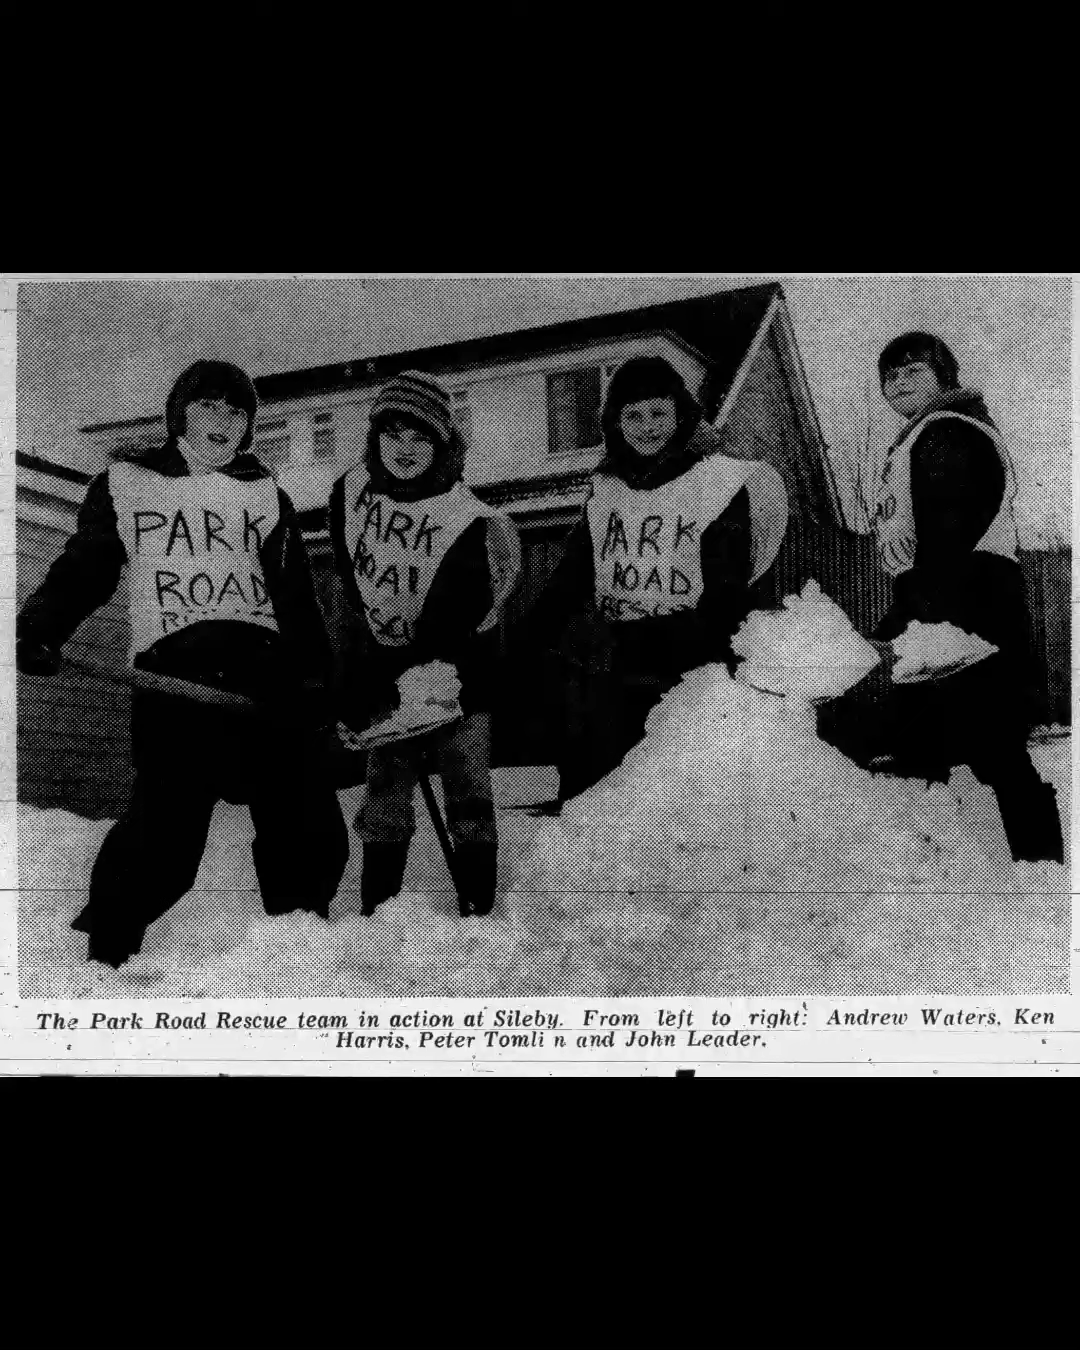 PARK
ROAD
PARK
ROAD
PARK
ROAD
RESCU
The Park Road Rescue team in action at Sileby. From left to right: Andrew Waters, Ken
Harris, Peter Tomli n and John Leader.